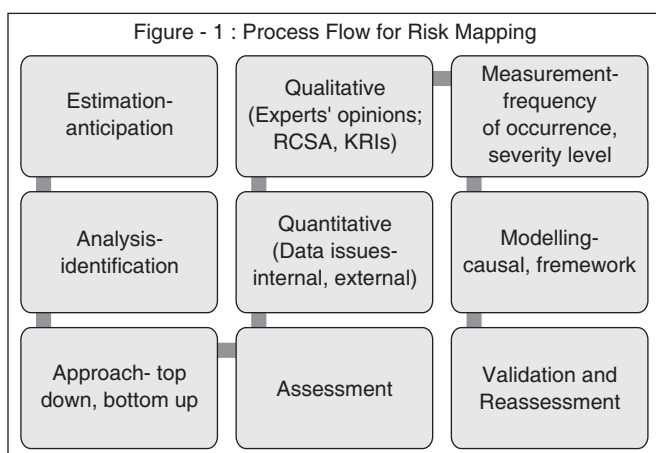 Figure - 1 : Process Flow for Risk Mapping
Estimation-
anticipation
Analysis-
identification
Approach- top
down, bottom up
Assessment
Quantitative
(Data issues-
internal, external)
Qualitative
(Experts' opinions;
RCSA, KRIs)
Measurement-
frequency
of occurrence,
severity level
Modelling-
causal, fremework
Validation and
Reassessment